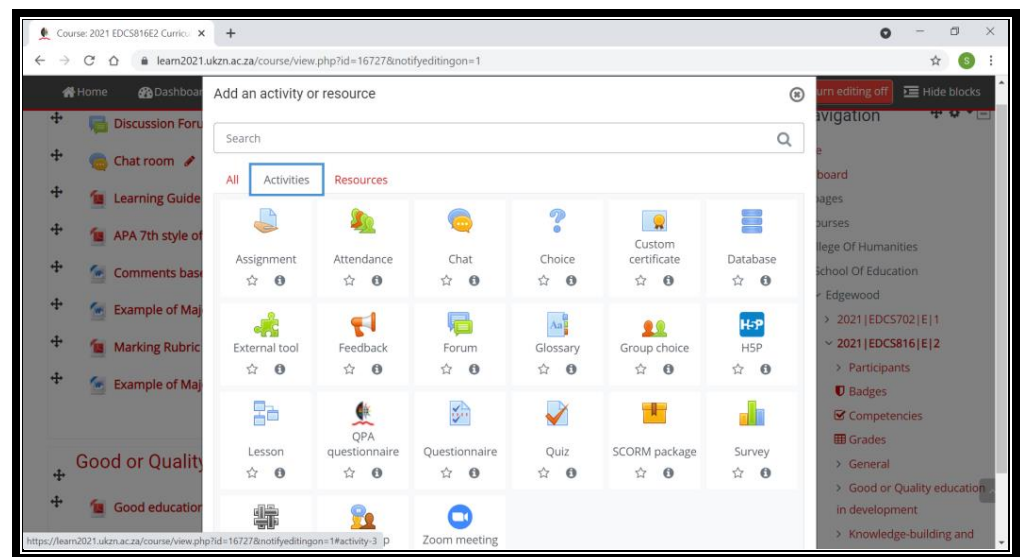 Course: 2021 EDCS816E2 Curricu
learn2021.ukzn.ac.za/course/view.php?id=16727&notifyeditingon=1
S
Home Dashboar
Add an activity or resource
urn editing off Hide blocks
Search
All Activities Resources
Assignment Attendance Chat Choice Custom certificate Database
External tool Feedback Forum Glossary Group choice H5P
Lesson QPA questionnaire Questionnaire Quiz SCORM package Survey
Zoom meeting
Discussion Foru
Chat room
Learning Guide
APA 7th style of
Comments base
Example of Maj
Marking Rubric
Example of Maj
Good or Quality
Good education
avigation
e
board
ages
ourses
llege Of Humanities
School Of Education
Edgewood
2021|EDCS702|E|1
2021|EDCS816|E|2
Participants
Badges
Competencies
Grades
General
Good or Quality education
in development
Knowledge-building and
https://learn2021.ukzn.ac.za/course/view.php?id=16727&notifyeditingon=1#activity-3